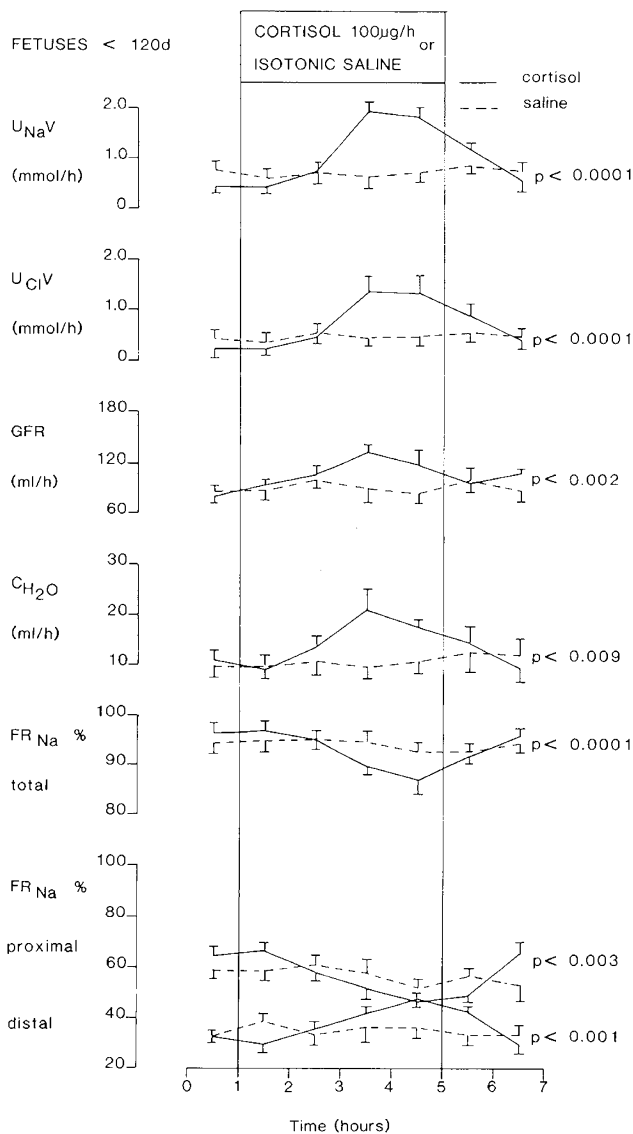 FETUSES < 120d
CORTISOL 100µg/h or
ISOTONIC SALINE
cortisol
saline
UNaV
(mmol/h)
2.0
1.0
0
p < 0.0001
UClV
(mmol/h)
2.0
1.0
0
p < 0.0001
GFR
(ml/h)
180
120
60
p < 0.002
CH2O
(ml/h)
30
20
10
p < 0.009
FRNa %
total
100
90
80
p < 0.0001
FRNa %
proximal
distal
100
80
60
40
20
p < 0.003
p < 0.001
0 1 2 3 4 5 6 7
Time (hours)